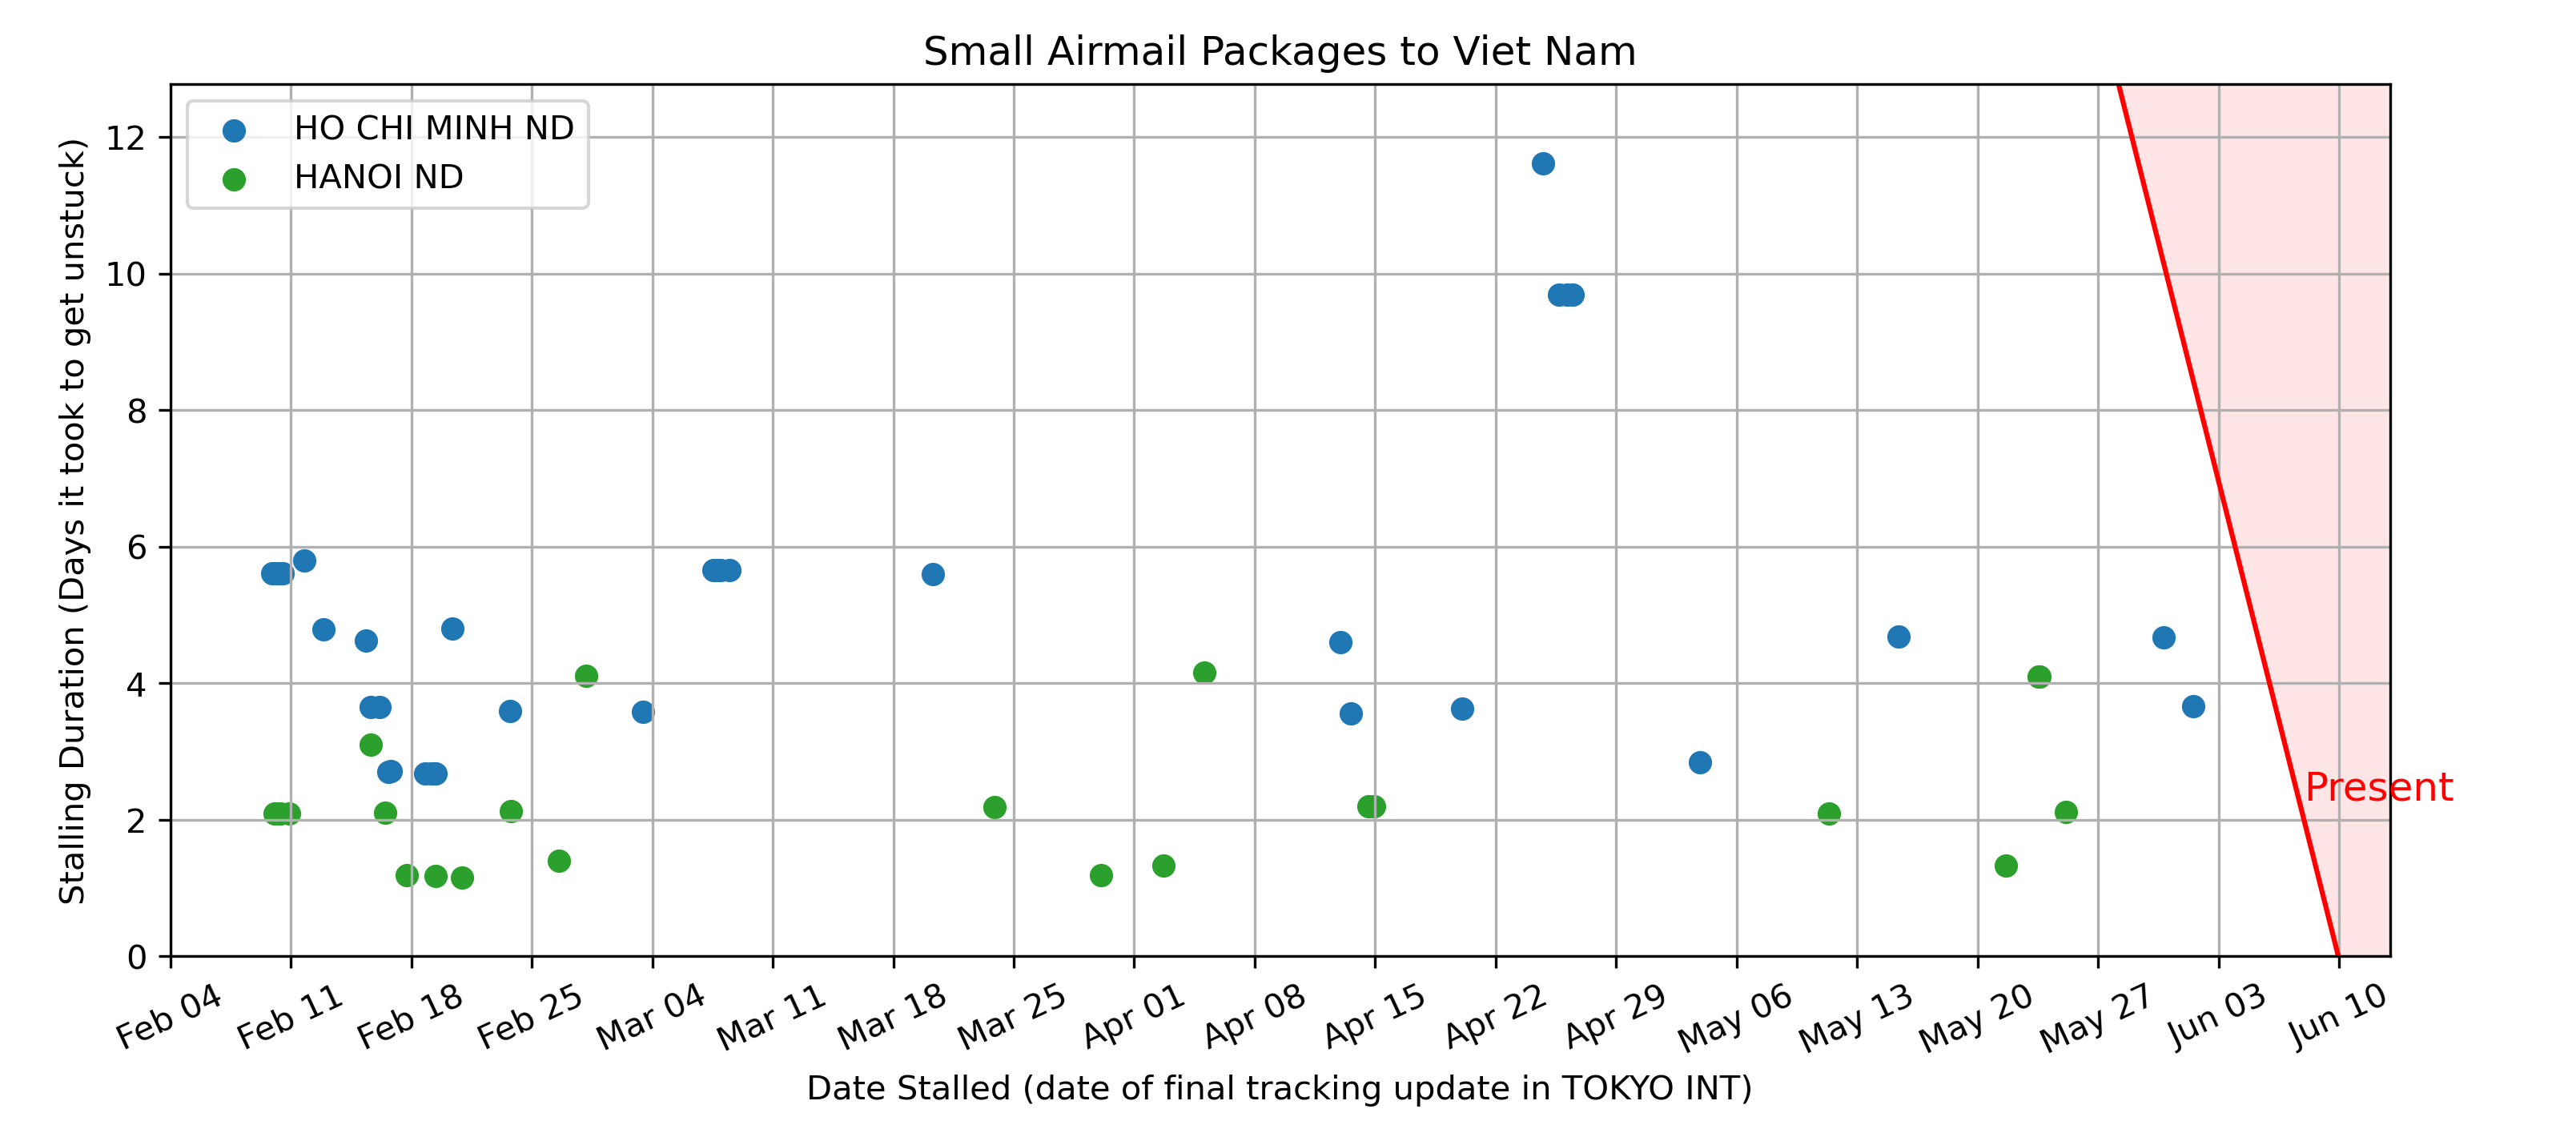 Small Airmail Packages to Viet Nam
HO CHI MINH ND
HANOI ND
Stalling Duration (Days it took to get unstuck)
12
10
8
6
4
2
0
Present
Feb 04
Feb 11
Feb 18
Feb 25
Mar 04
Mar 11
Mar 18
Mar 25
Apr 01
Apr 08
Apr 15
Apr 22
Apr 29
May 06
May 13
May 20
May 27
Jun 03
Jun 10
Date Stalled (date of final tracking update in TOKYO INT)